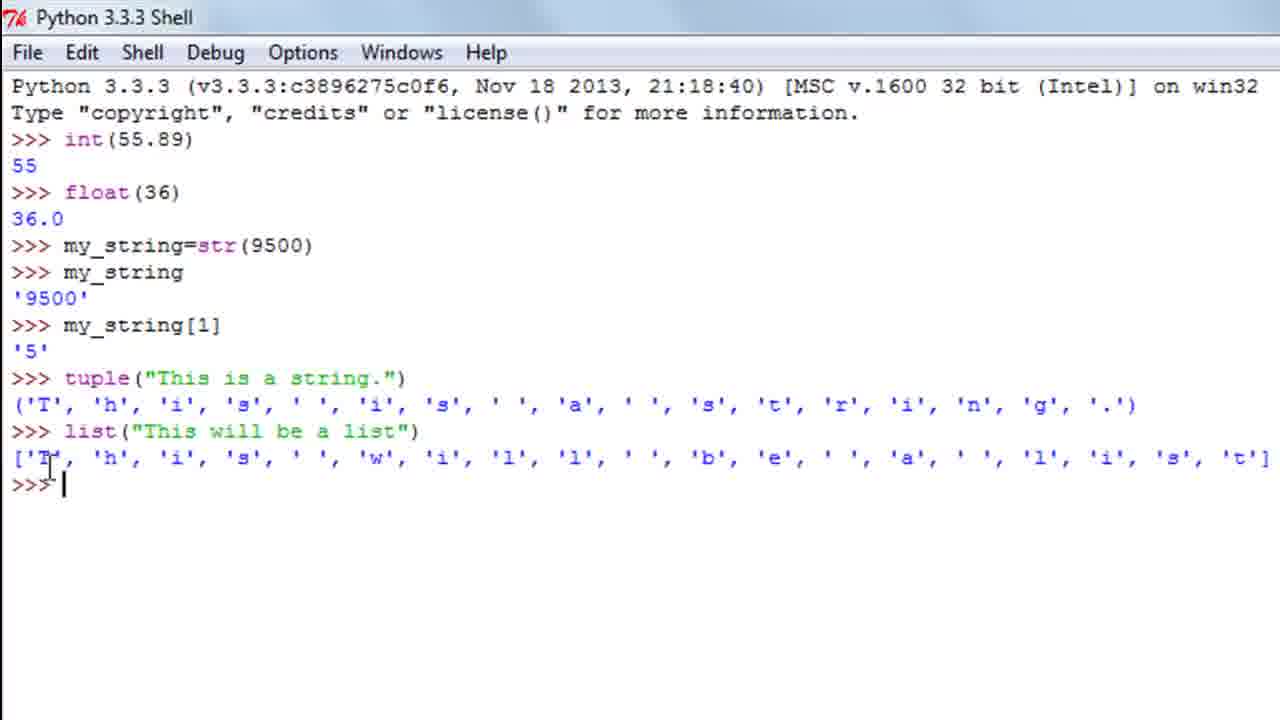 Python 3.3.3 Shell
File Edit Shell Debug Options Windows Help
Python 3.3.3 (v3.3.3:c3896275c0f6, Nov 18 2013, 21:18:40) [MSC v.1600 32 bit (Intel)] on win32
Type "copyright", "credits" or "license()" for more information.
>>> int(55.89)
55
>>> float(36)
36.0
>>> my_string=str(9500)
>>> my_string
'9500'
>>> my_string[1]
'5'
>>> tuple("This is a string.")
('T', 'h', 'i', 's', ' ', 'i', 's', ' ', 'a', ' ', 's', 't', 'r', 'i', 'n', 'g', '.')
>>> list("This will be a list")
['T', 'h', 'i', 's', ' ', 'w', 'i', 'l', 'l', ' ', 'b', 'e', ' ', 'a', ' ', 'l', 'i', 's', 't']
>>>